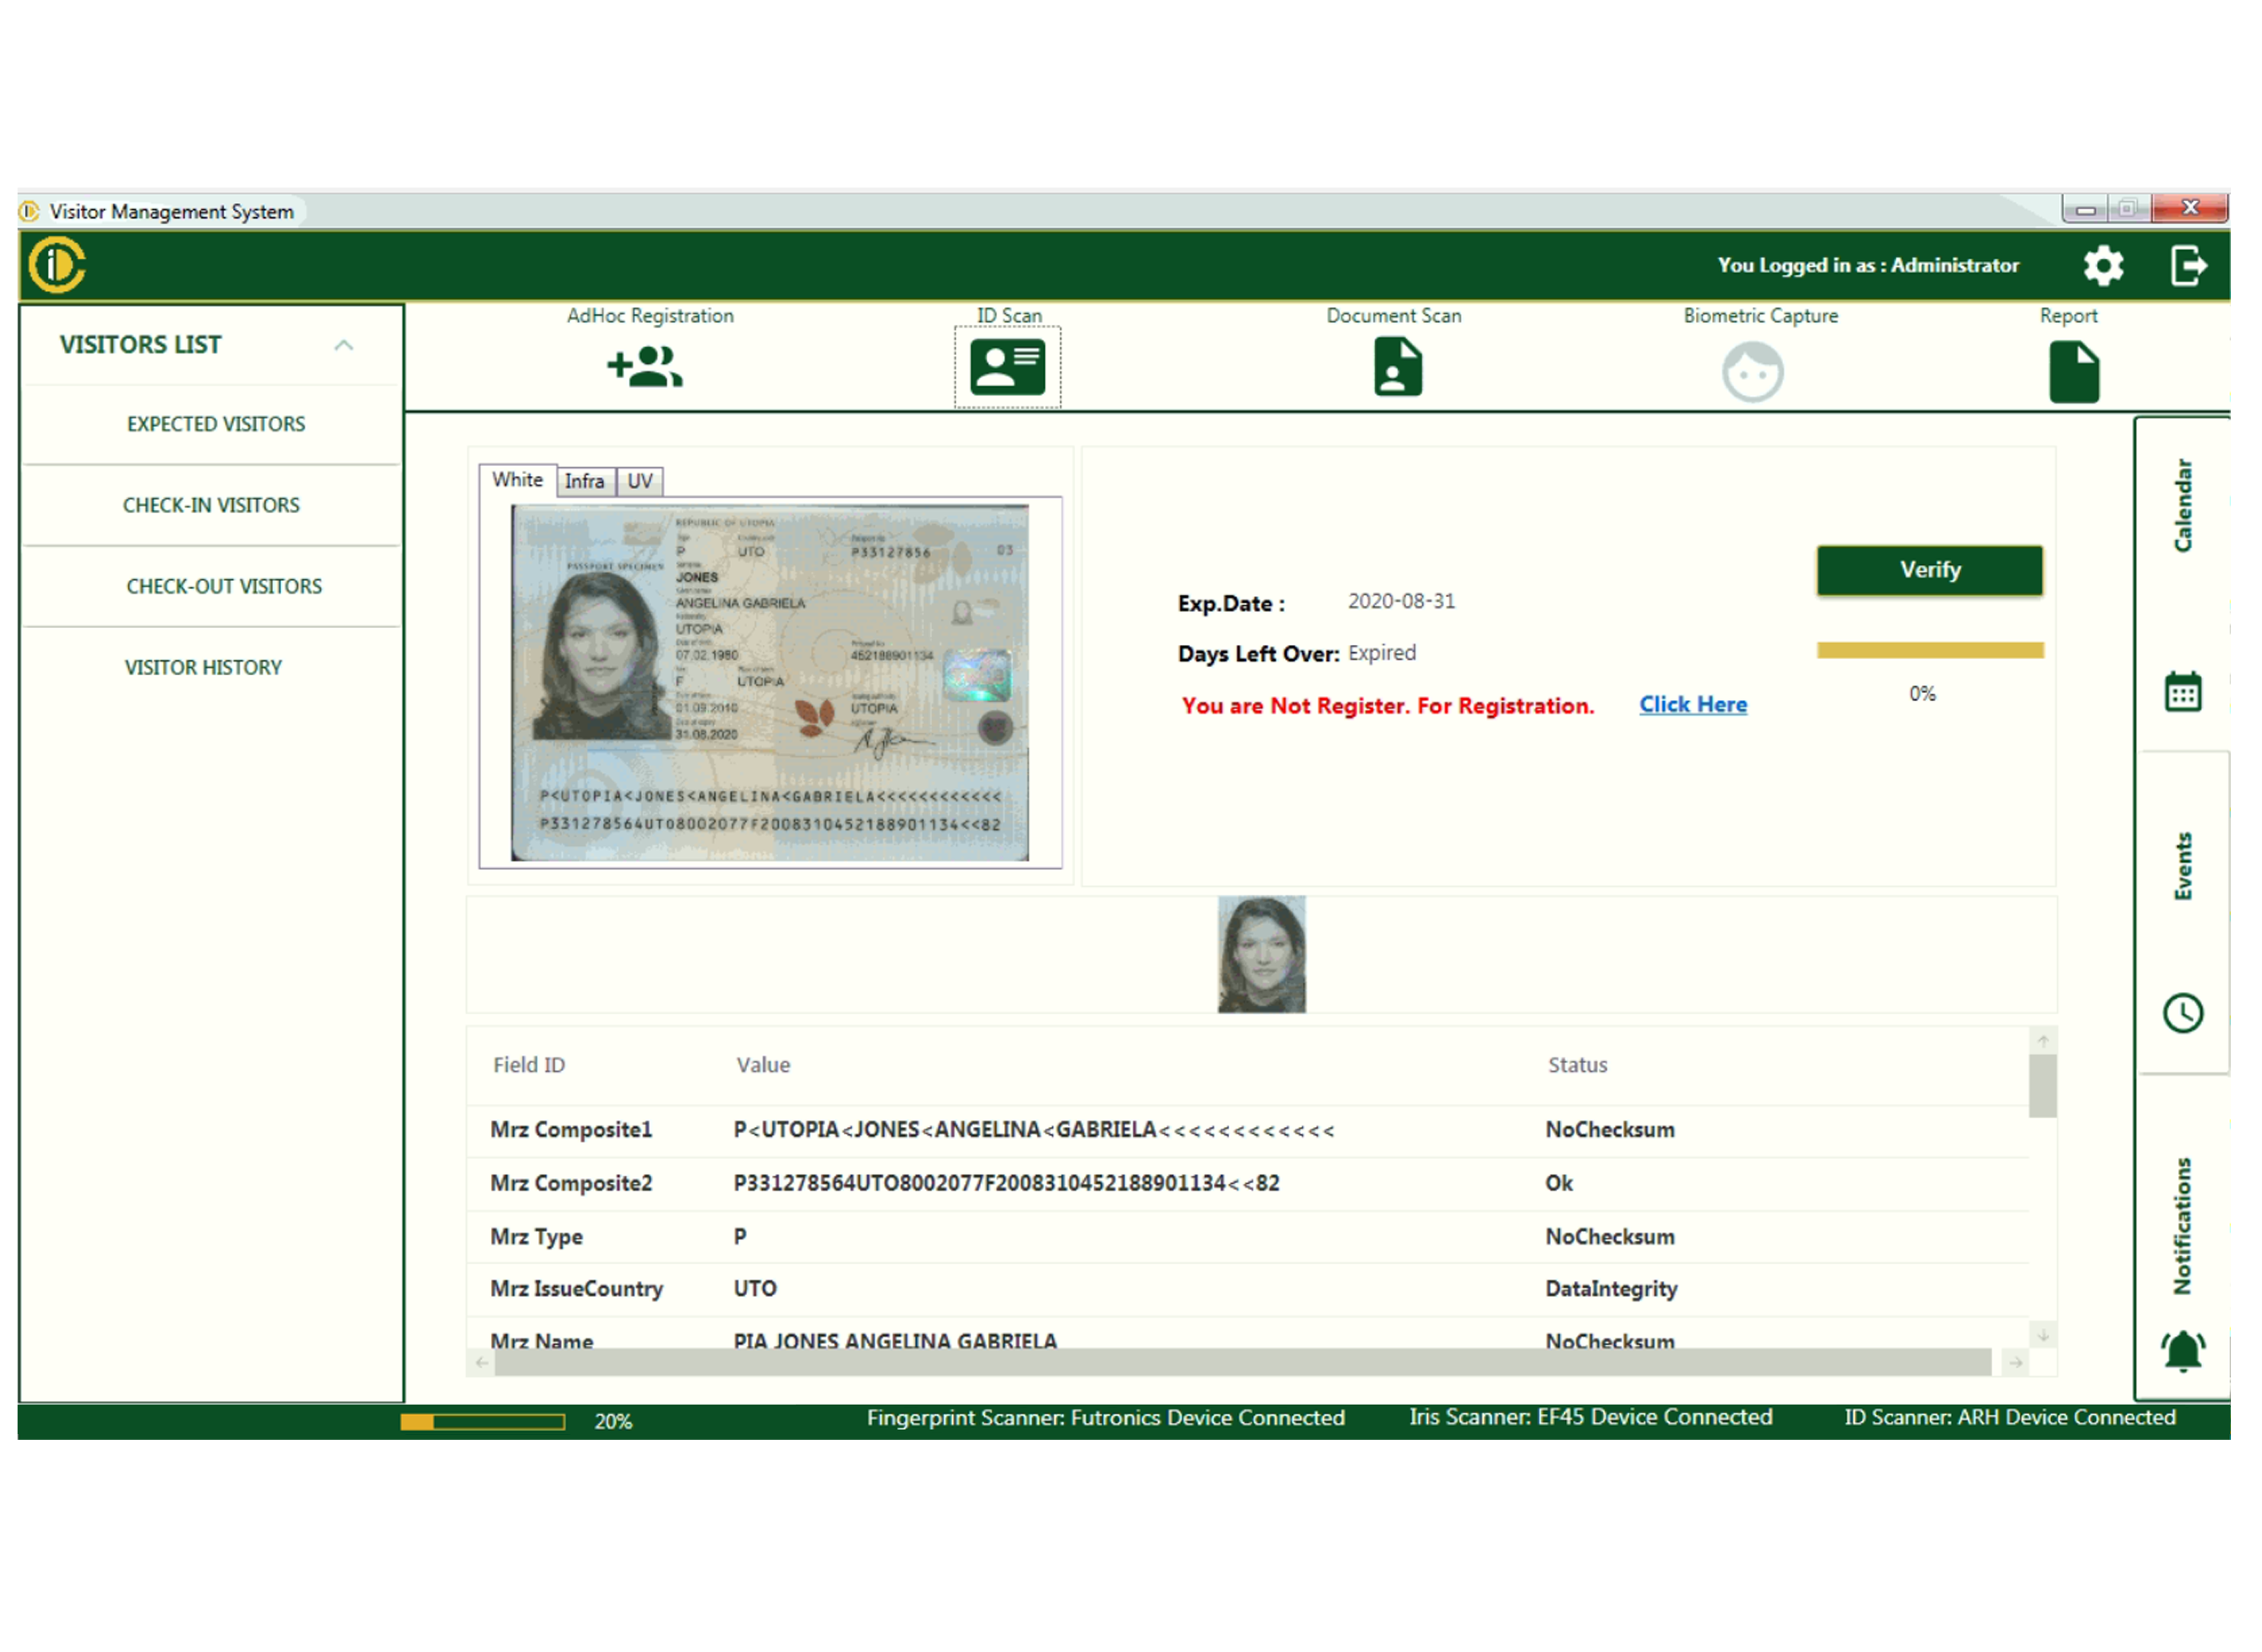 Visitor Management System
You Logged in as : Administrator
VISITORS LIST
EXPECTED VISITORS
CHECK-IN VISITORS
CHECK-OUT VISITORS
VISITOR HISTORY
AdHoc Registration
ID Scan
Document Scan
Biometric Capture
Report
White Infra UV
REPUBLIC OF UTOPIA
P UTO P33127856 03
PASSPORT SPECIMEN
JONES
ANGELINA GABRIELA
UTOPIA
07.02.1980 452188901134
F UTOPIA
01.09.2010 UTOPIA
31.08.2020
P<UTOPIA<JONES<ANGELINA<GABRIELA<<<<<<<<<<<<
P331278564UTO8002077F2008310452188901134<<82
Verify
Exp.Date : 2020-08-31
Days Left Over: Expired
You are Not Register. For Registration. Click Here
0%
Field ID Value Status
Mrz Composite1 P<UTOPIA<JONES<ANGELINA<GABRIELA<<<<<<<<<<<< NoChecksum
Mrz Composite2 P331278564UTO8002077F2008310452188901134<<82 Ok
Mrz Type P NoChecksum
Mrz IssueCountry UTO DataIntegrity
Mrz Name PIA JONES ANGELINA GABRIELA NoChecksum
Calendar
Events
Notifications
20%
Fingerprint Scanner: Futronics Device Connected
Iris Scanner: EF45 Device Connected
ID Scanner: ARH Device Connected